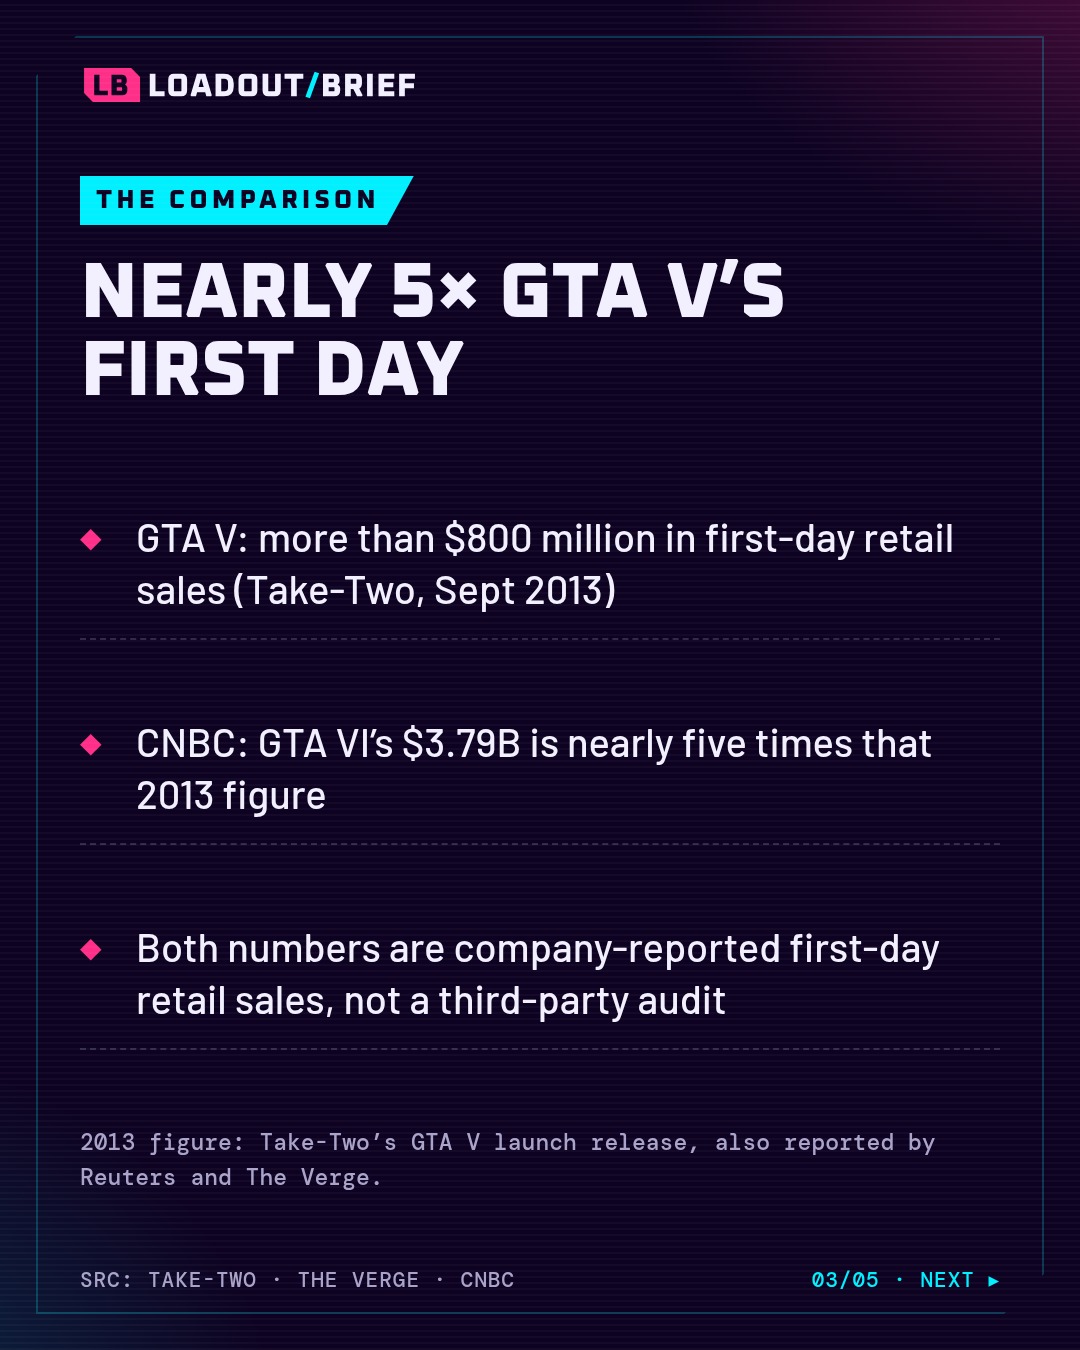 LB LOADOUT/BRIEF
THE COMPARISON
NEARLY 5× GTA V’S
FIRST DAY
GTA V: more than $800 million in first-day retail
sales (Take-Two, Sept 2013)
CNBC: GTA VI’s $3.79B is nearly five times that
2013 figure
Both numbers are company-reported first-day
retail sales, not a third-party audit
2013 figure: Take-Two’s GTA V launch release, also reported by
Reuters and The Verge.
SRC: TAKE-TWO · THE VERGE · CNBC
03/05 · NEXT ▸